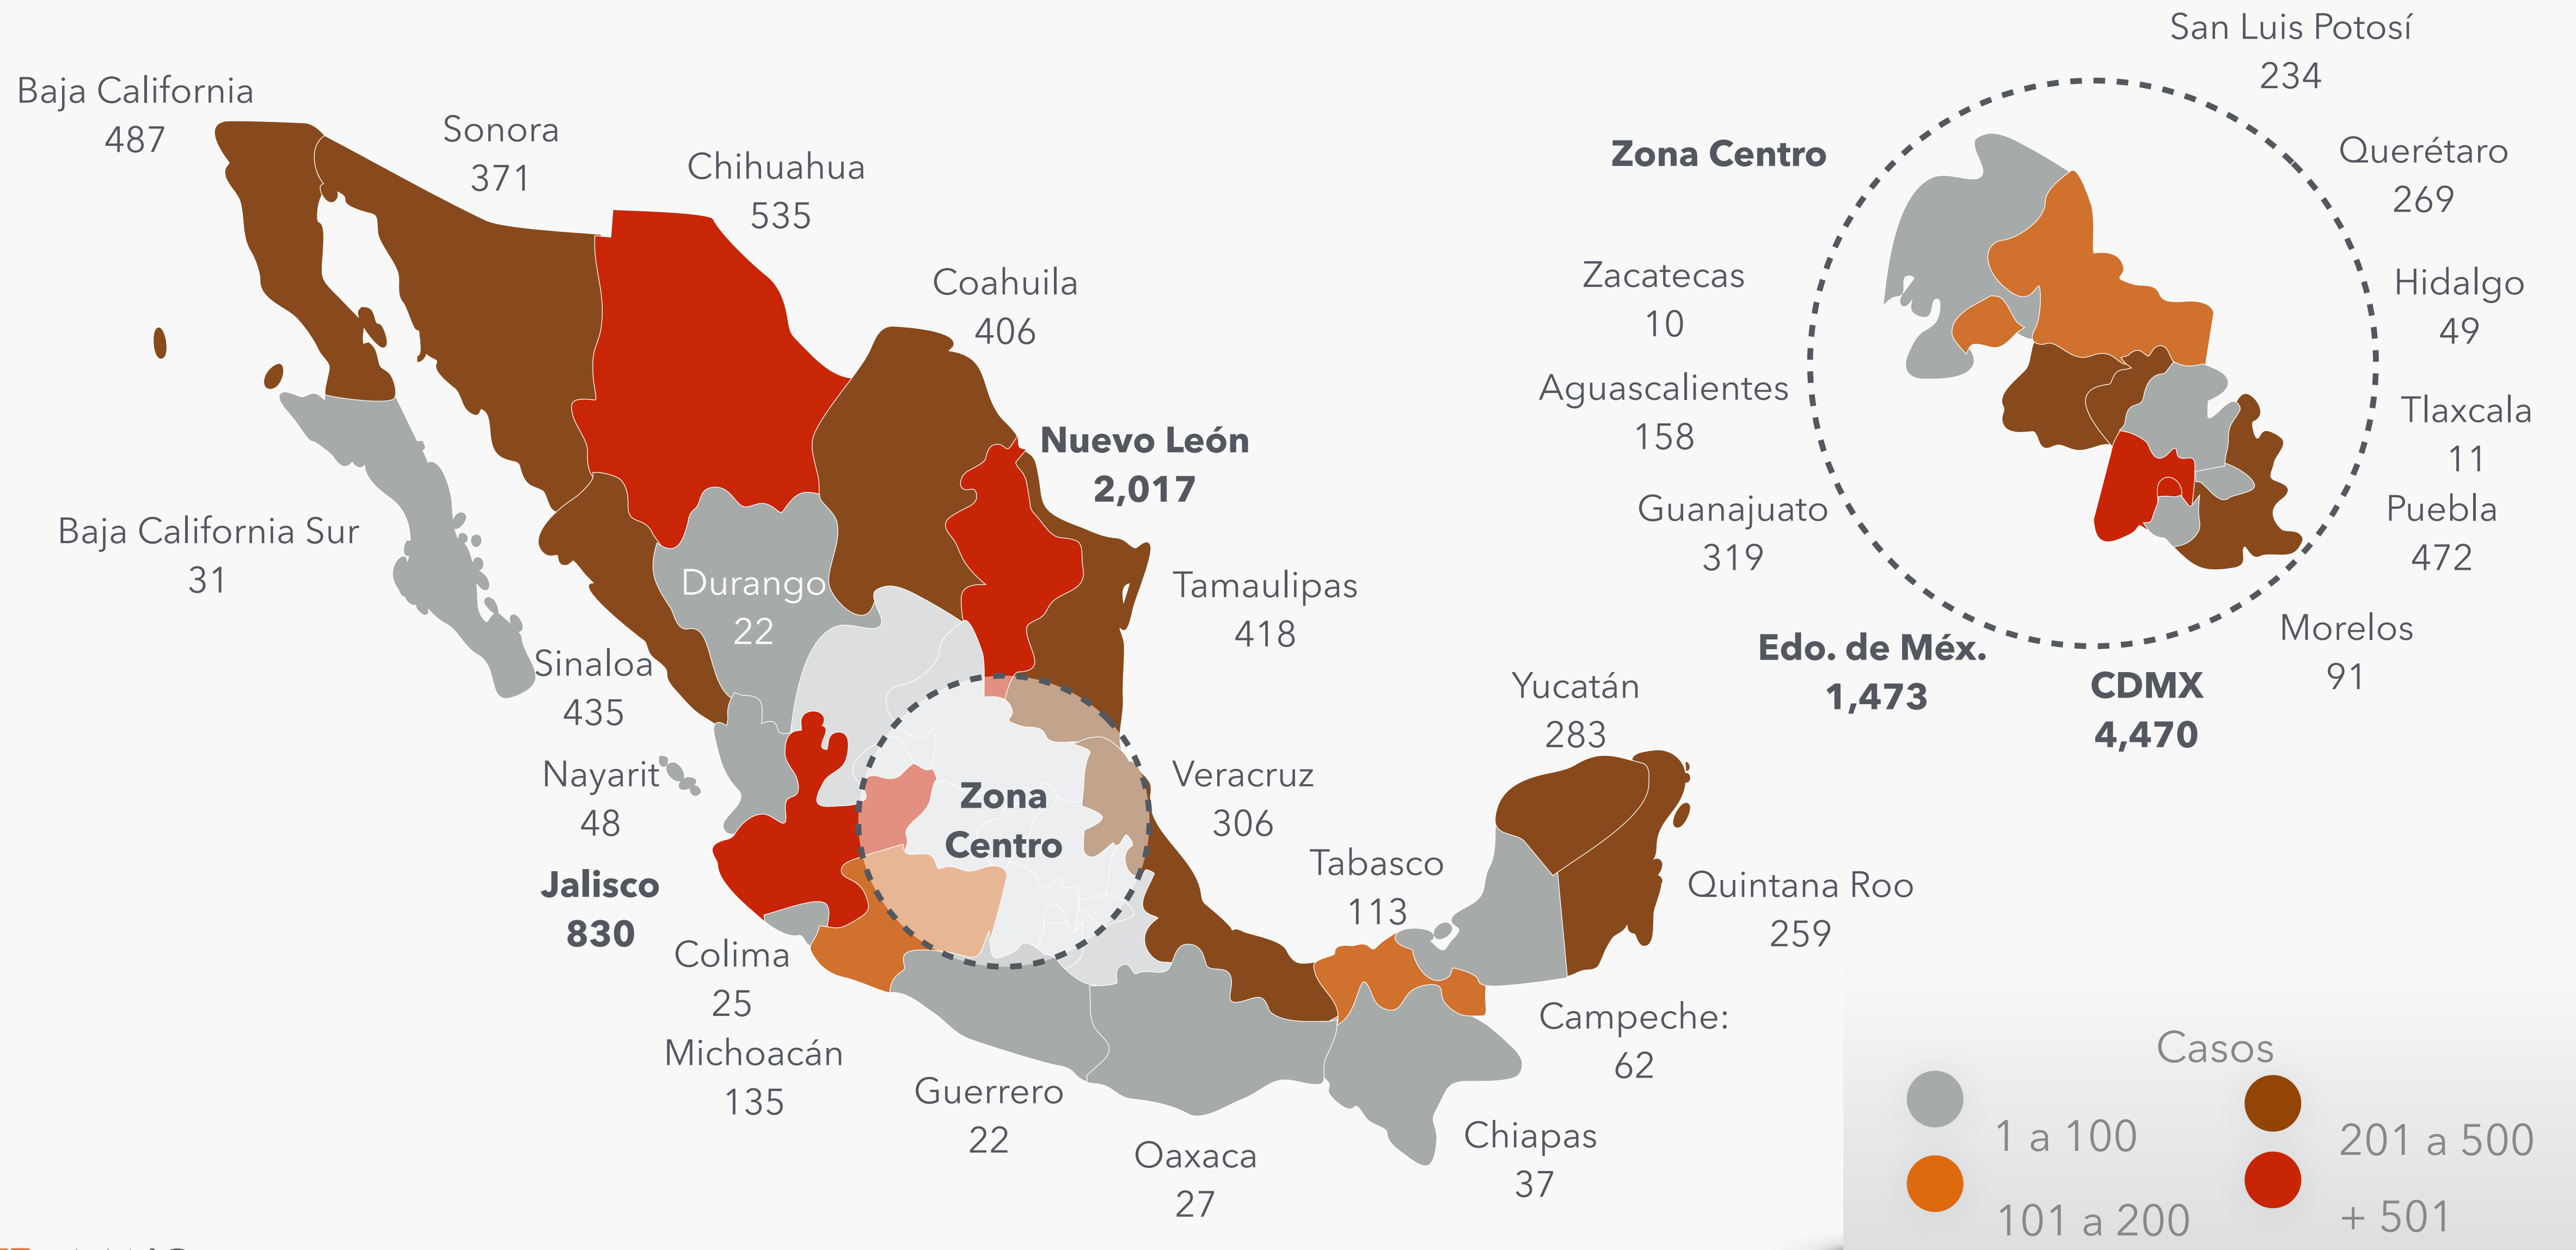 San Luis Potosí
234
Baja California
487
Sonora
371
Chihuahua
535
Zona Centro
Querétaro
269
Coahuila
406
Zacatecas
10
Hidalgo
49
Aguascalientes
158
Tlaxcala
11
Nuevo León
2,017
Guanajuato
319
Puebla
472
Baja California Sur
31
Durango
22
Tamaulipas
418
Edo. de Méx.
1,473
CDMX
4,470
Morelos
91
Sinaloa
435
Yucatán
283
Nayarit
48
Zona
Centro
Veracruz
306
Tabasco
113
Quintana Roo
259
Jalisco
830
Colima
25
Campeche:
62
Michoacán
135
Guerrero
22
Oaxaca
27
Chiapas
37
Casos
1 a 100
201 a 500
101 a 200
+ 501